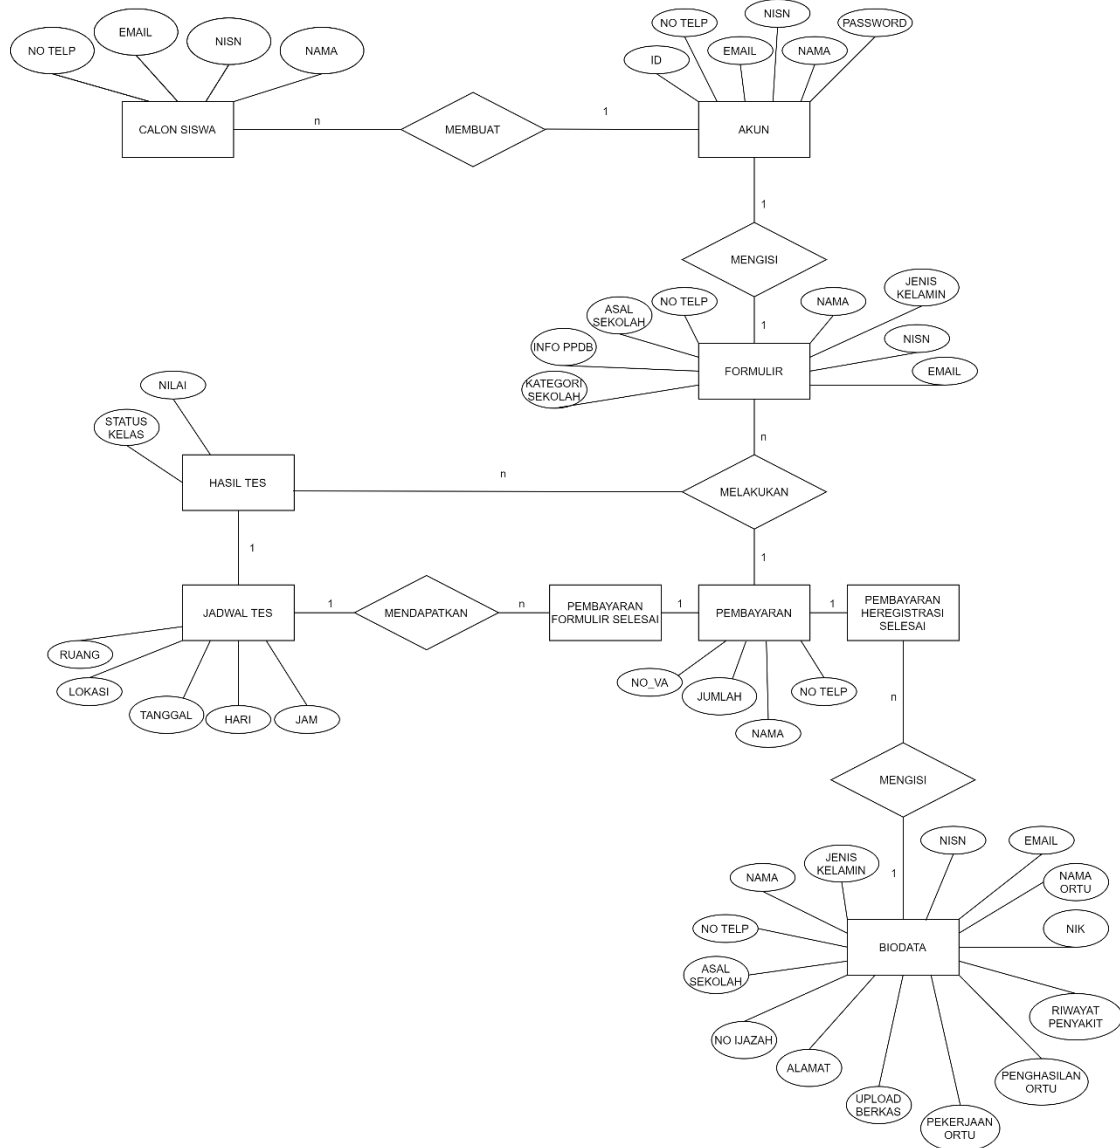 NO TELP
EMAIL
NISN
NAMA
CALON SISWA
n
MEMBUAT
1
ID
NO TELP
EMAIL
NISN
NAMA
PASSWORD
AKUN
1
MENGISI
1
KATEGORI
SEKOLAH
INFO PPDB
ASAL
SEKOLAH
NO TELP
NAMA
JENIS
KELAMIN
NISN
EMAIL
FORMULIR
n
NILAI
STATUS
KELAS
HASIL TES
n
MELAKUKAN
1
1
JADWAL TES
1
MENDAPATKAN
n
PEMBAYARAN
FORMULIR SELESAI
1
PEMBAYARAN
1
PEMBAYARAN
HEREGISTRASI
SELESAI
RUANG
LOKASI
TANGGAL
HARI
JAM
NO_VA
JUMLAH
NAMA
NO TELP
n
MENGISI
1
JENIS
KELAMIN
NISN
EMAIL
NAMA
NAMA
ORTU
NO TELP
NIK
BIODATA
ASAL
SEKOLAH
RIWAYAT
PENYAKIT
NO IJAZAH
ALAMAT
PENGHASILAN
ORTU
UPLOAD
BERKAS
PEKERJAAN
ORTU